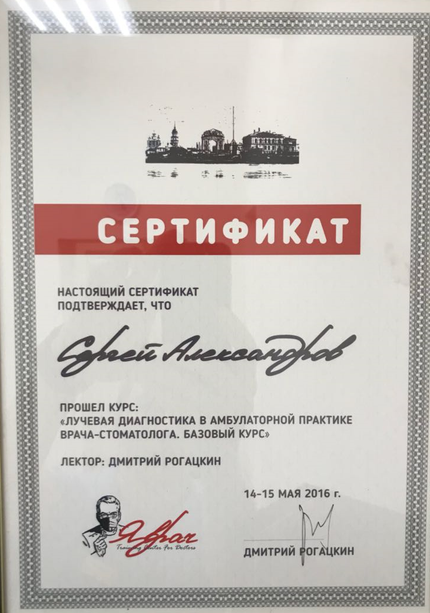 СЕРТИФИКАТ
НАСТОЯЩИЙ СЕРТИФИКАТ
ПОДТВЕРЖДАЕТ, ЧТО
Сергей Александров
ПРОШЕЛ КУРС:
«ЛУЧЕВАЯ ДИАГНОСТИКА В АМБУЛАТОРНОЙ ПРАКТИКЕ
ВРАЧА-СТОМАТОЛОГА. БАЗОВЫЙ КУРС»
ЛЕКТОР: ДМИТРИЙ РОГАЦКИН
14-15 МАЯ 2016 г.
Training Center For Doctors
ДМИТРИЙ РОГАЦКИН